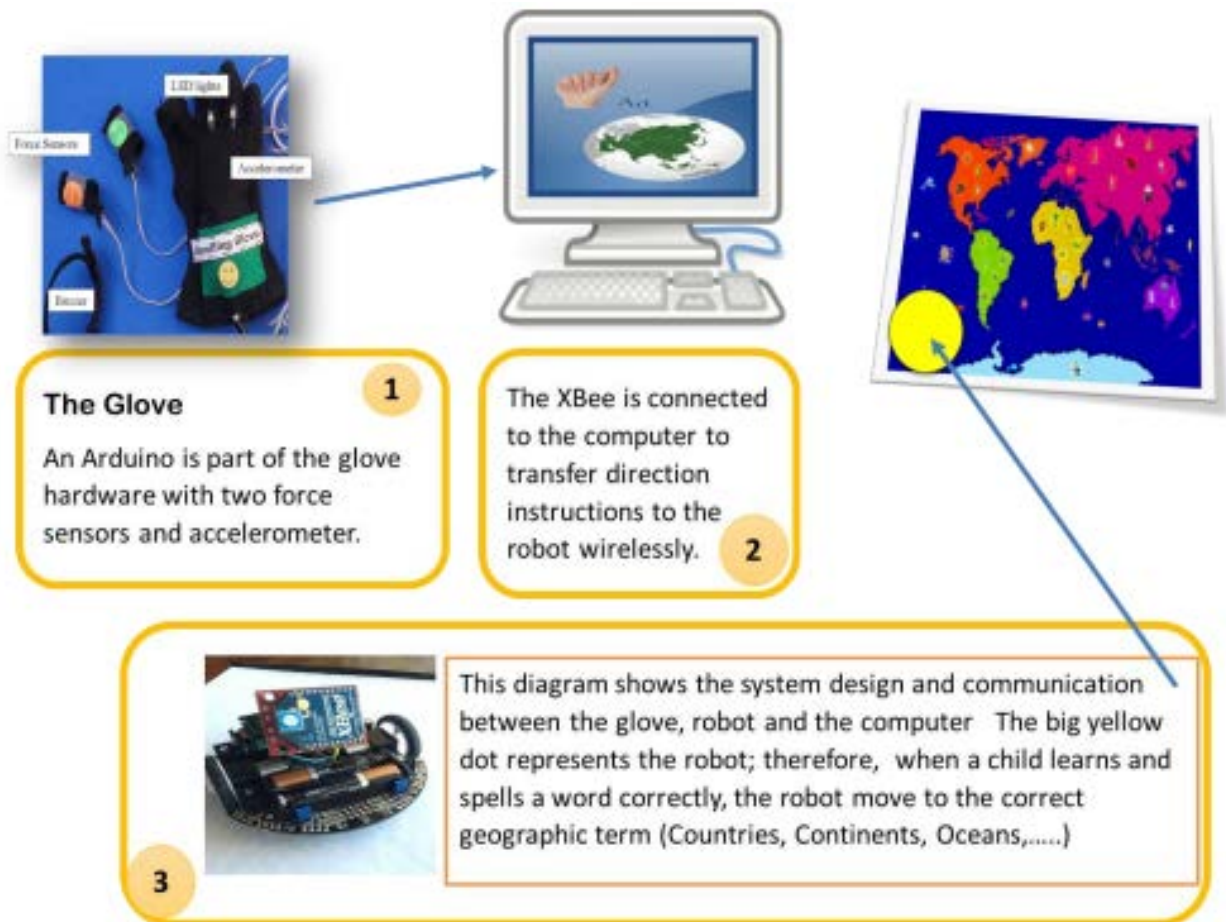 LED lights
Force Sensors
Accelerometer
Spelling Glove
Buzzer
The Glove
1
An Arduino is part of the glove
hardware with two force
sensors and accelerometer.
The XBee is connected
to the computer to
transfer direction
instructions to the
robot wirelessly.
2
XBee
This diagram shows the system design and communication
between the glove, robot and the computer The big yellow
dot represents the robot; therefore, when a child learns and
spells a word correctly, the robot move to the correct
geographic term (Countries, Continents, Oceans,.....)
3